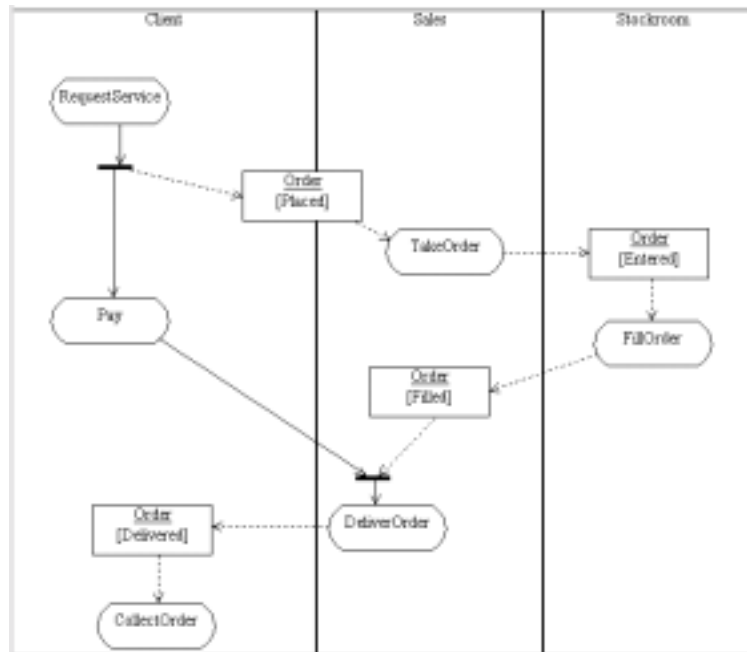 Client
Sales
Stockroom
RequestService
Order
[Placed]
TakeOrder
Order
[Entered]
Pay
FillOrder
Order
[Filled]
Order
[Delivered]
DeliverOrder
CollectOrder